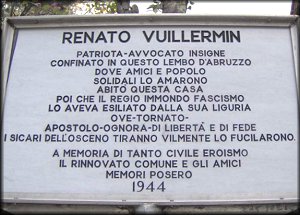 RENATO VUILLERMIN
PATRIOTA-AVVOCATO INSIGNE
CONFINATO IN QUESTO LEMBO D'ABRUZZO
DOVE AMICI E POPOLO
SOLIDALI LO AMARONO
ABITÒ QUESTA CASA
POI CHE IL REGIO IMMONDO FASCISMO
LO AVEVA ESILIATO DALLA SUA LIGURIA
OVE-TORNATO-
APOSTOLO-OGNORA-DI LIBERTÀ E DI FEDE
I SICARI DELL'OSCENO TIRANNO VILMENTE LO FUCILARONO.
A MEMORIA DI TANTO CIVILE EROISMO
IL RINNOVATO COMUNE E GLI AMICI
MEMORI POSERO
1944